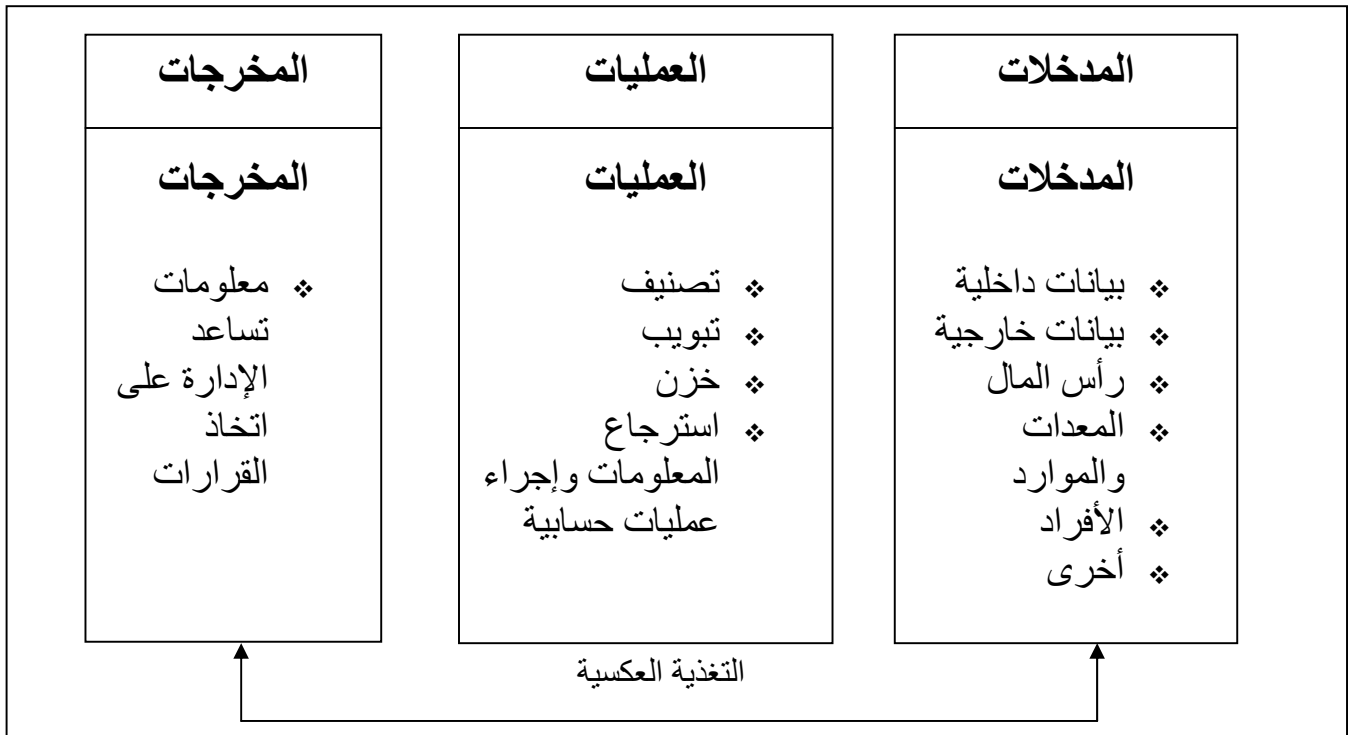 المدخلات
المدخلات
❖ بيانات داخلية
❖ بيانات خارجية
❖ رأس المال
❖ المعدات
والموارد
❖ الأفراد
❖ أخرى
العمليات
العمليات
❖ تصنيف
❖ تبويب
❖ خزن
❖ استرجاع
المعلومات وإجراء
عمليات حسابية
المخرجات
المخرجات
❖ معلومات
تساعد
الإدارة على
اتخاذ
القرارات
التغذية العكسية